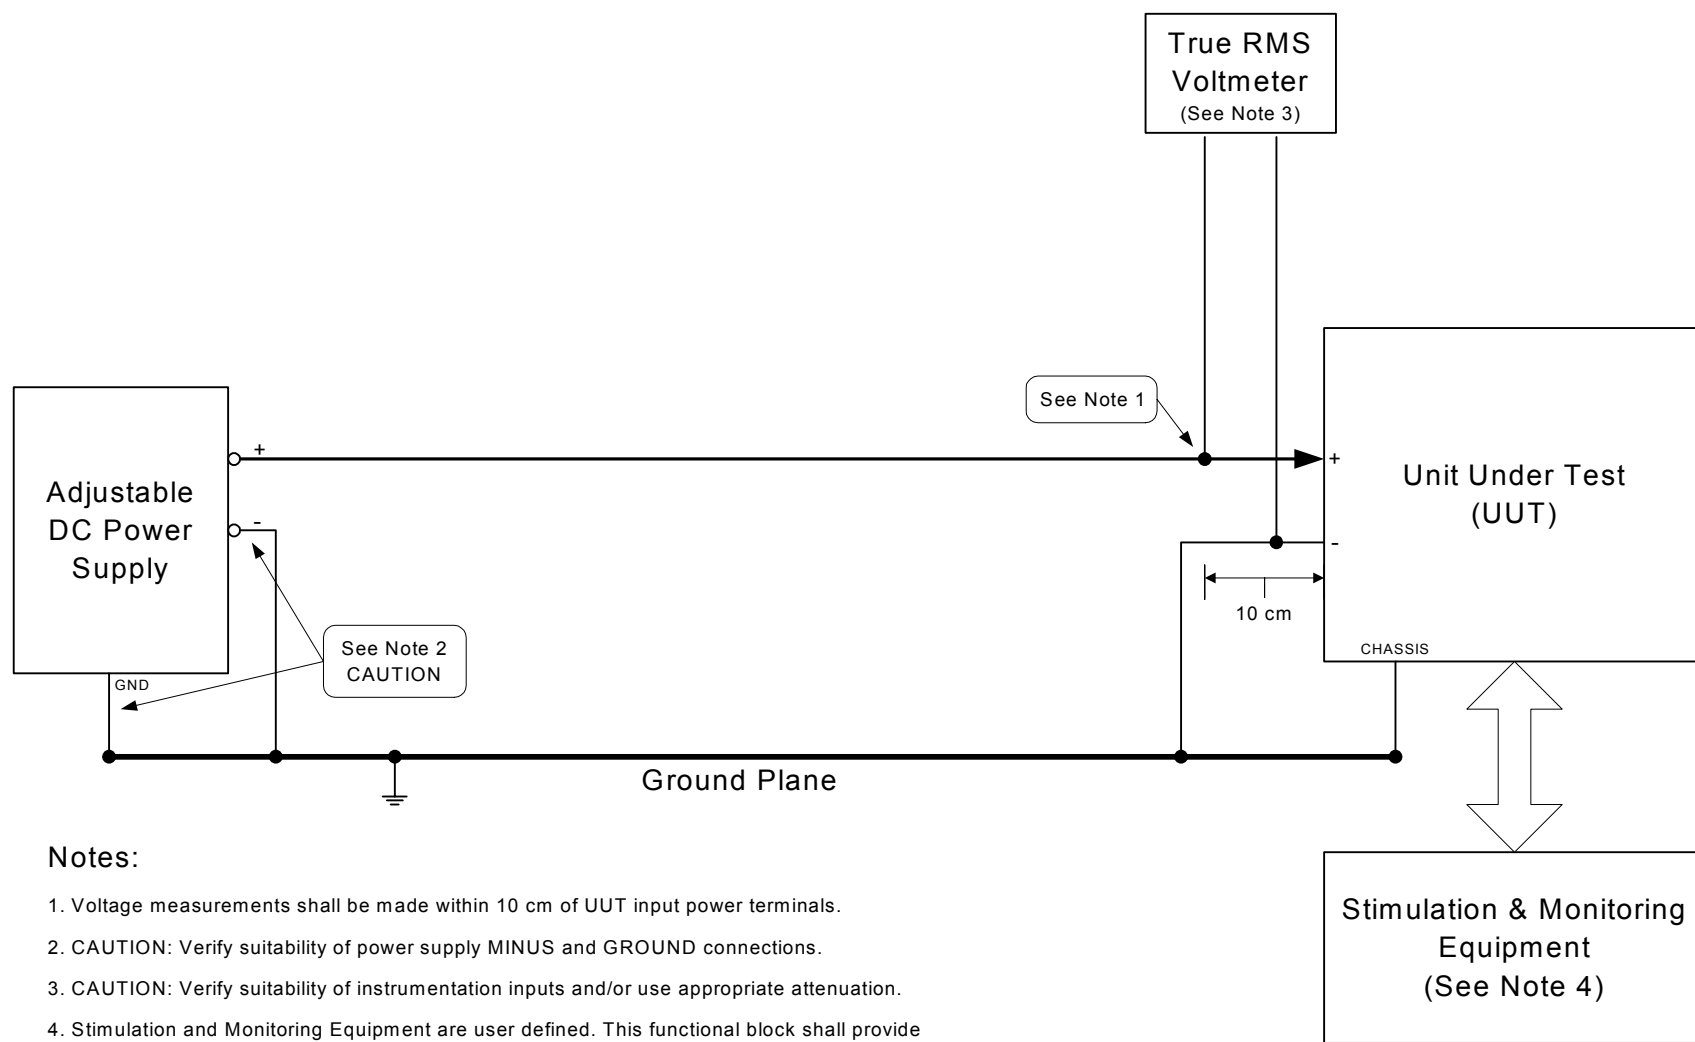 True RMS
Voltmeter
(See Note 3)
See Note 1
+
+
Adjustable
DC Power
Supply
-
Unit Under Test
(UUT)
-
10 cm
See Note 2
CAUTION
CHASSIS
GND
Ground Plane
Notes:
1. Voltage measurements shall be made within 10 cm of UUT input power terminals.
2. CAUTION: Verify suitability of power supply MINUS and GROUND connections.
3. CAUTION: Verify suitability of instrumentation inputs and/or use appropriate attenuation.
4. Stimulation and Monitoring Equipment are user defined. This functional block shall provide
Stimulation & Monitoring
Equipment
(See Note 4)